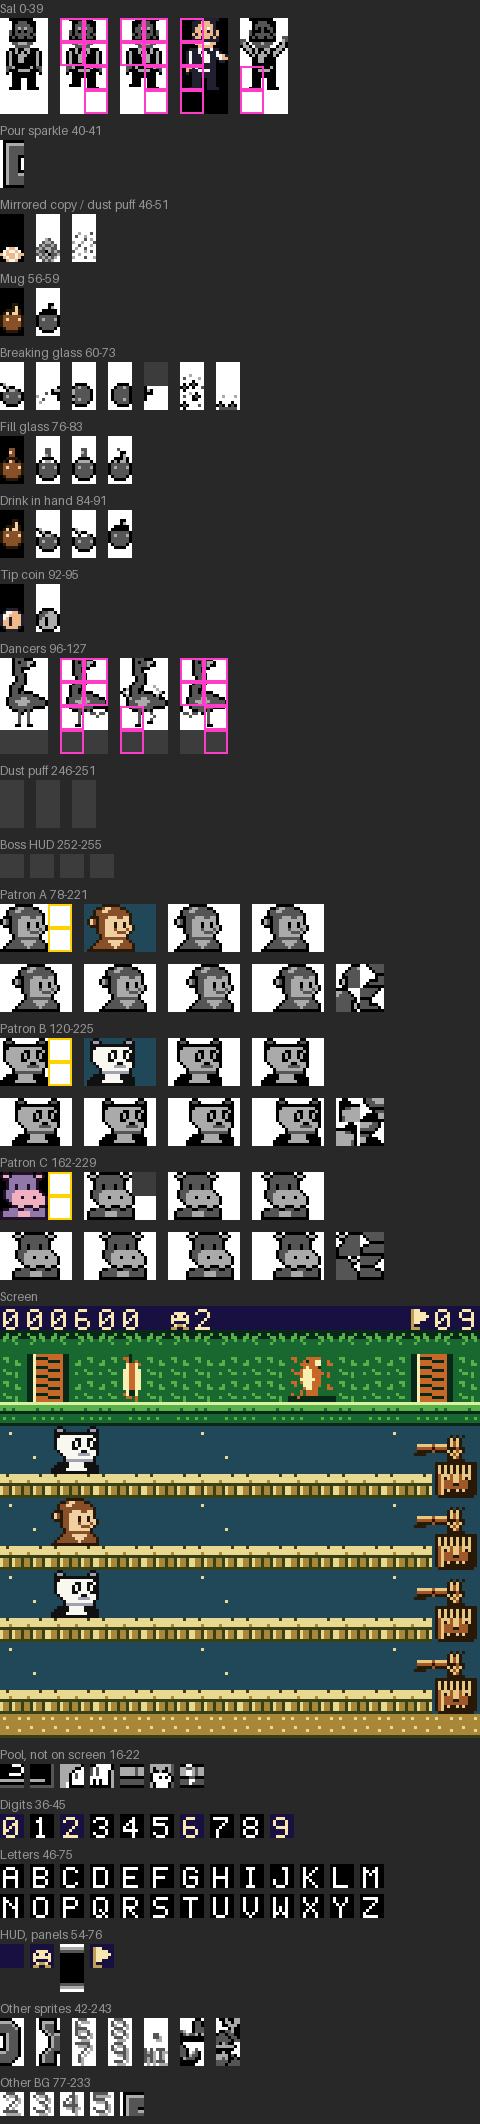 Sal 0-39
Pour sparkle 40-41
Mirrored copy / dust puff 46-51
Mug 56-59
Breaking glass 60-73
Fill glass 76-83
Drink in hand 84-91
Tip coin 92-95
Dancers 96-127
Dust puff 246-251
Boss HUD 252-255
Patron A 78-221
Patron B 120-225
Patron C 162-229
Screen
000600 2 09
Pool, not on screen 16-22
Digits 36-45
0 1 2 3 4 5 6 7 8 9
Letters 46-75
A B C D E F G H I J K L M
N O P Q R S T U V W X Y Z
HUD, panels 54-76
Other sprites 42-243
HI
Other BG 77-233
2 3 4 5